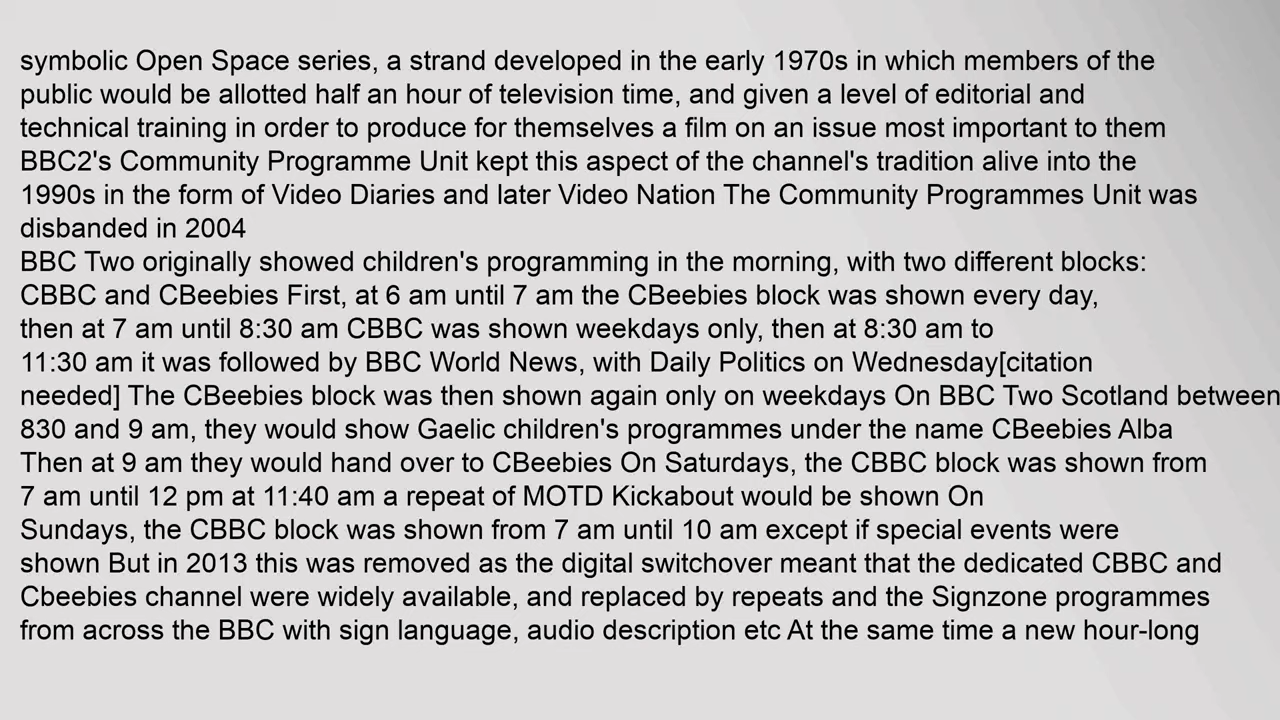 symbolic Open Space series, a strand developed in the early 1970s in which members of the
public would be allotted half an hour of television time, and given a level of editorial and
technical training in order to produce for themselves a film on an issue most important to them
BBC2's Community Programme Unit kept this aspect of the channel's tradition alive into the
1990s in the form of Video Diaries and later Video Nation The Community Programmes Unit was
disbanded in 2004
BBC Two originally showed children's programming in the morning, with two different blocks:
CBBC and CBeebies First, at 6 am until 7 am the CBeebies block was shown every day,
then at 7 am until 8:30 am CBBC was shown weekdays only, then at 8:30 am to
11:30 am it was followed by BBC World News, with Daily Politics on Wednesday[citation
needed] The CBeebies block was then shown again only on weekdays On BBC Two Scotland between
830 and 9 am, they would show Gaelic children's programmes under the name CBeebies Alba
Then at 9 am they would hand over to CBeebies On Saturdays, the CBBC block was shown from
7 am until 12 pm at 11:40 am a repeat of MOTD Kickabout would be shown On
Sundays, the CBBC block was shown from 7 am until 10 am except if special events were
shown But in 2013 this was removed as the digital switchover meant that the dedicated CBBC and
Cbeebies channel were widely available, and replaced by repeats and the Signzone programmes
from across the BBC with sign language, audio description etc At the same time a new hour-long